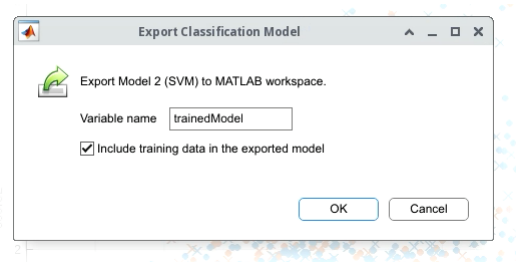 Export Classification Model
Export Model 2 (SVM) to MATLAB workspace.
Variable name trainedModel
Include training data in the exported model
OK Cancel
2